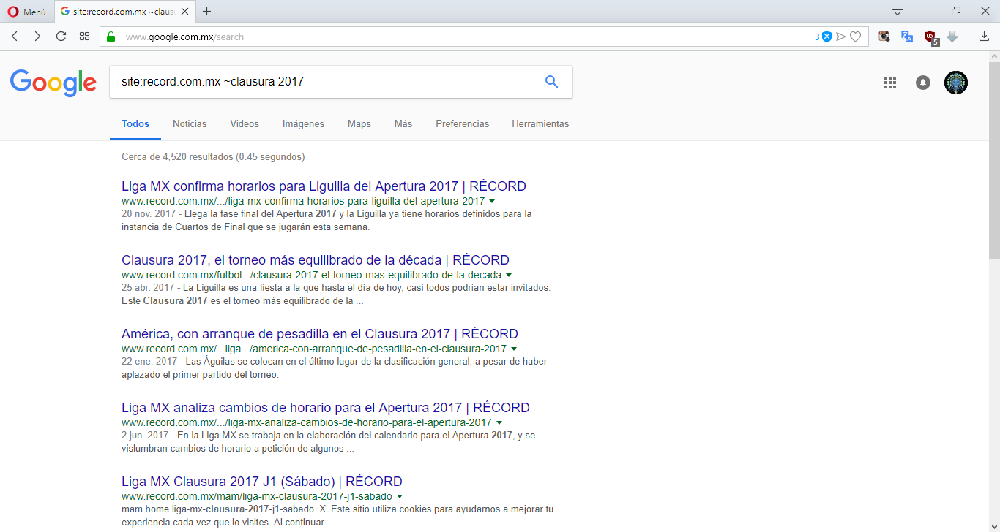 Menú
site:record.com.mx ~claus
www.google.com.mx/search
3
5
Google
site:record.com.mx ~clausura 2017
Todos Noticias Videos Imágenes Maps Más Preferencias Herramientas
Cerca de 4,520 resultados (0.45 segundos)
Liga MX confirma horarios para Liguilla del Apertura 2017 | RÉCORD
www.record.com.mx/.../liga-mx-confirma-horarios-para-liguilla-del-apertura-2017
20 nov. 2017 - Llega la fase final del Apertura 2017 y la Liguilla ya tiene horarios definidos para la
instancia de Cuartos de Final que se jugarán esta semana.
Clausura 2017, el torneo más equilibrado de la década | RÉCORD
www.record.com.mx/futbol.../clausura-2017-el-torneo-mas-equilibrado-de-la-decada
25 abr. 2017 - La Liguilla es una fiesta a la que hasta el día de hoy, casi todos podrían estar invitados.
Este Clausura 2017 es el torneo más equilibrado de la ...
América, con arranque de pesadilla en el Clausura 2017 | RÉCORD
www.record.com.mx/...liga.../america-con-arranque-de-pesadilla-en-el-clausura-2017
22 ene. 2017 - Las Águilas se colocan en el último lugar de la clasificación general, a pesar de haber
aplazado el primer partido del torneo.
Liga MX analiza cambios de horario para el Apertura 2017 | RÉCORD
www.record.com.mx/.../liga-mx-analiza-cambios-de-horario-para-el-apertura-2017
2 jun. 2017 - En la Liga MX se trabaja en la elaboración del calendario para el Apertura 2017, y se
vislumbran cambios de horario a petición de algunos ...
Liga MX Clausura 2017 J1 (Sábado) | RÉCORD
www.record.com.mx/mam/liga-mx-clausura-2017-j1-sabado
mam.home.liga-mx-clausura-2017-j1-sabado. X. Este sitio utiliza cookies para ayudarnos a mejorar tu
experiencia cada vez que lo visites. Al continuar ...